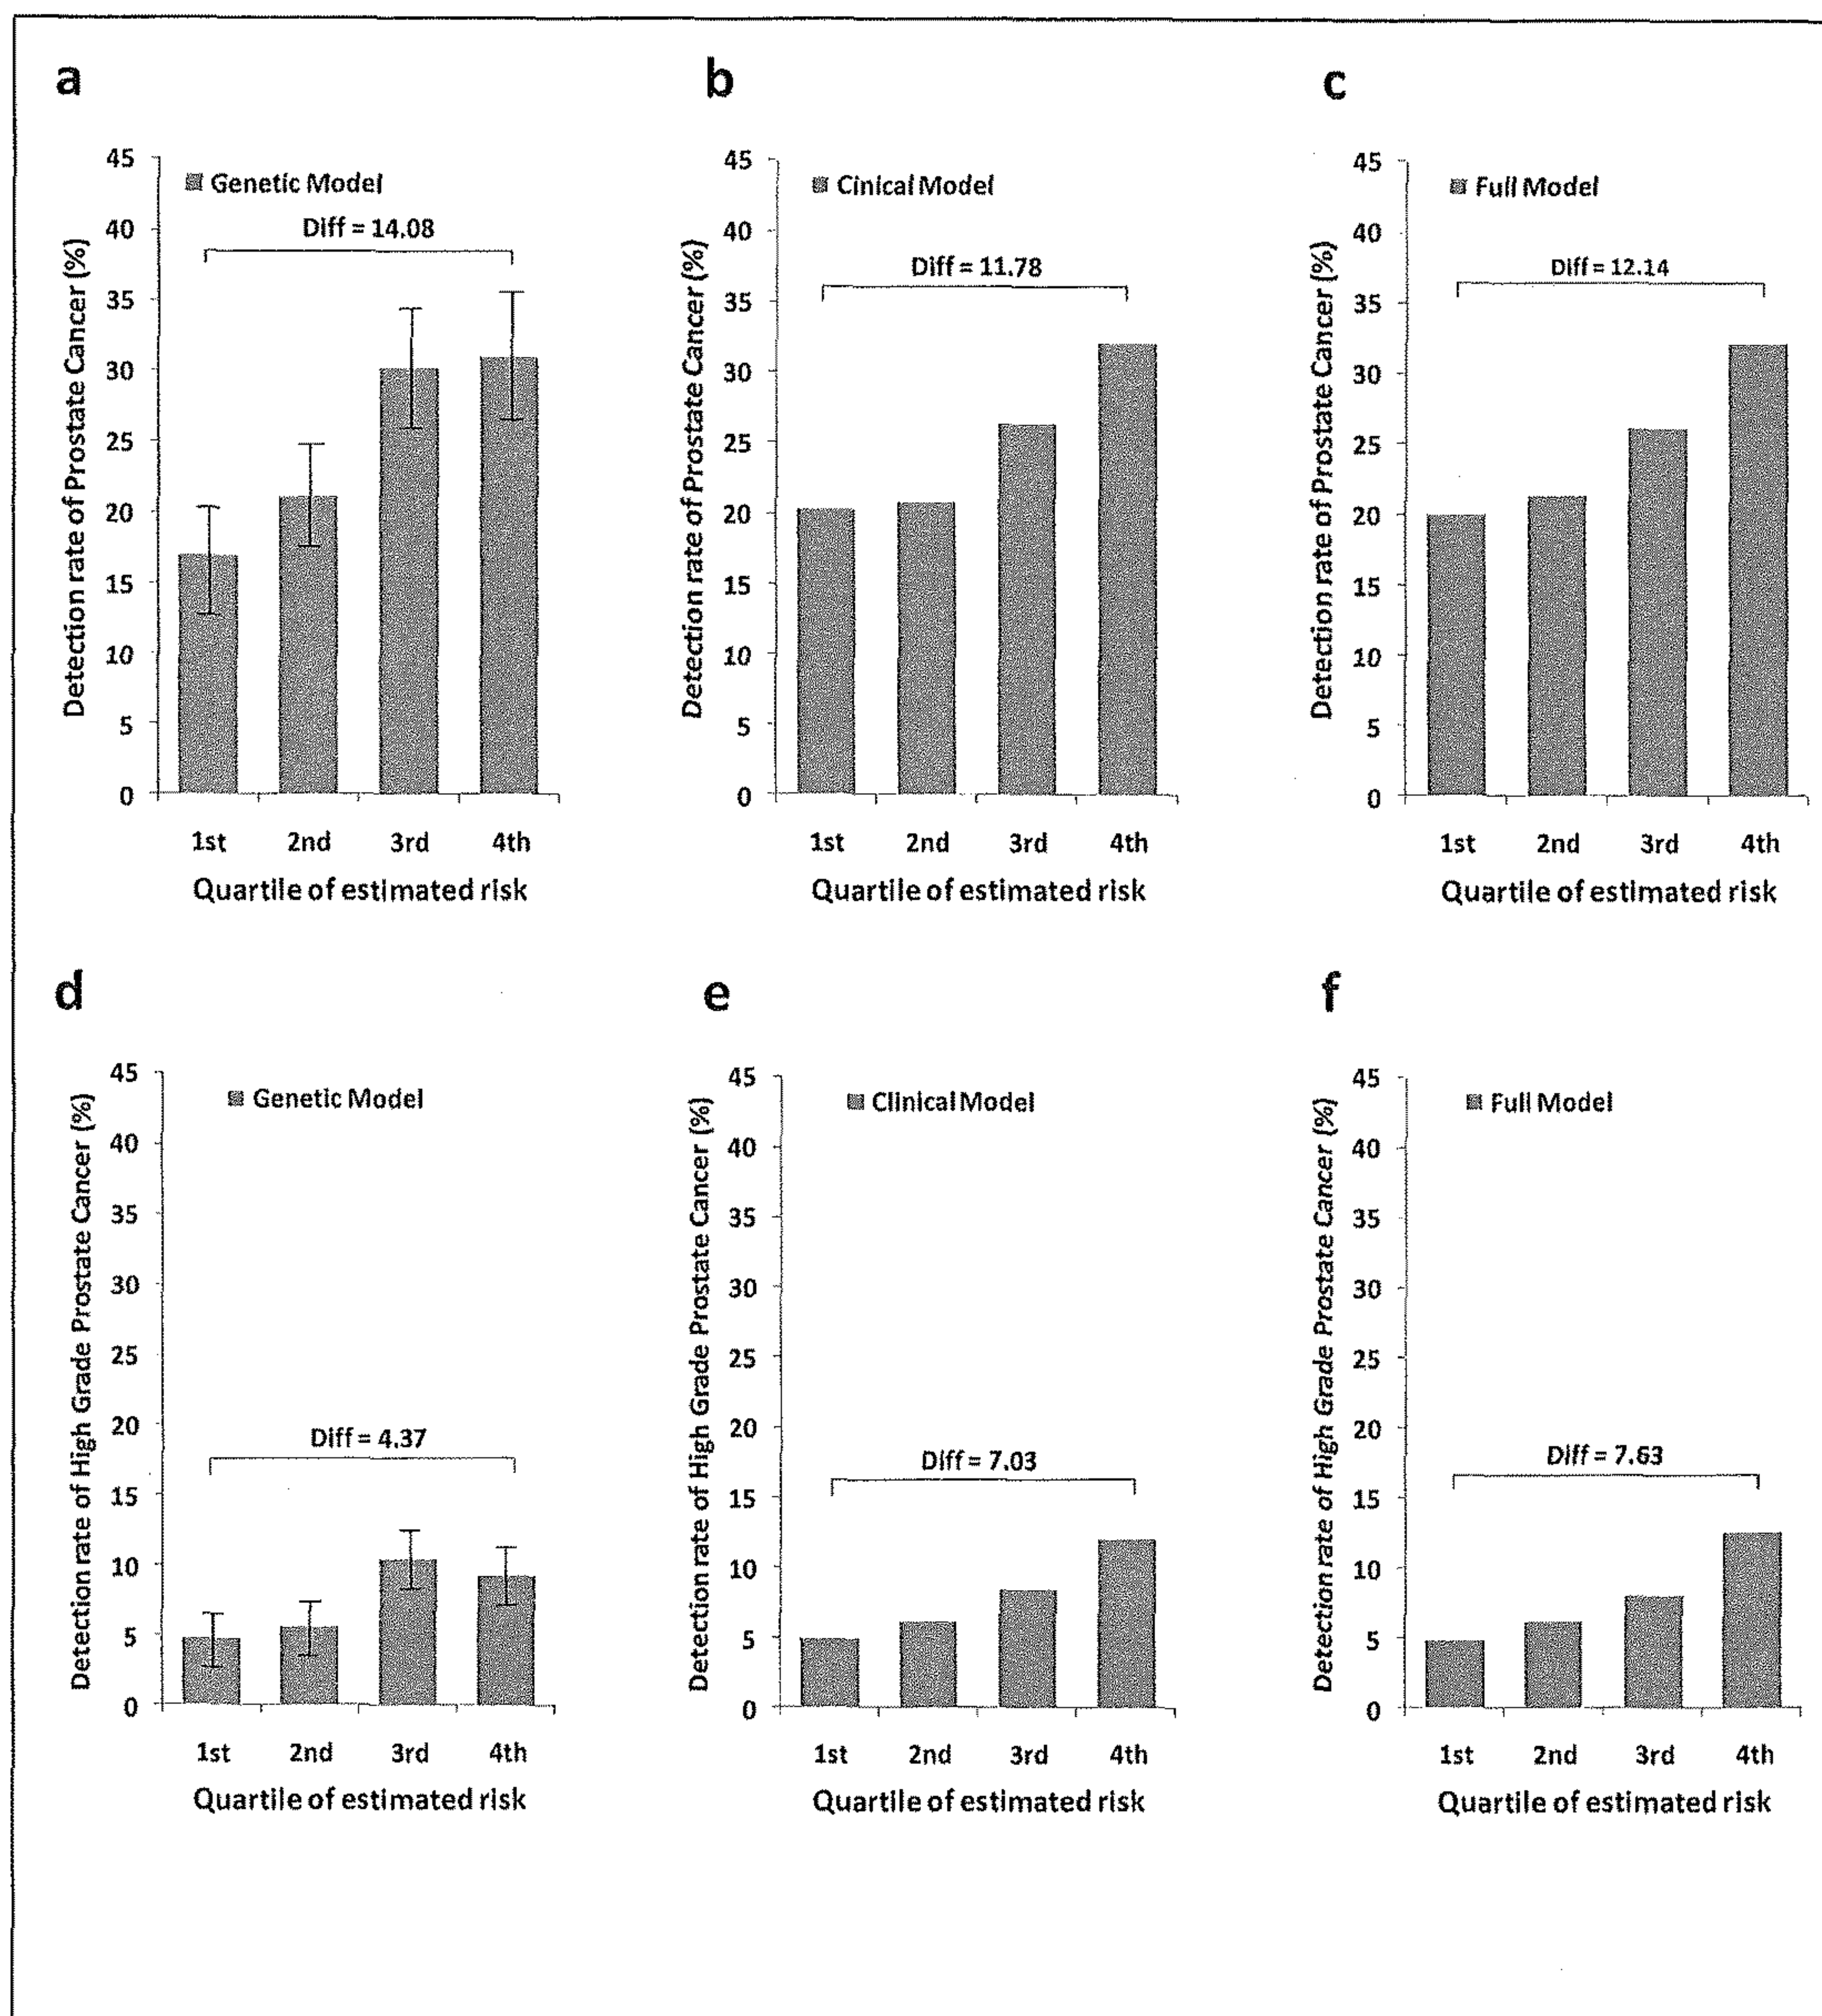 a
Genetic Model
Diff = 14.08
Detection rate of Prostate Cancer (%)
45
40
35
30
25
20
15
10
5
0
1st 2nd 3rd 4th
Quartile of estimated risk
b
Cinical Model
Diff = 11.78
Detection rate of Prostate Cancer (%)
45
40
35
30
25
20
15
10
5
0
1st 2nd 3rd 4th
Quartile of estimated risk
c
Full Model
Diff = 12.14
Detection rate of Prostate Cancer (%)
45
40
35
30
25
20
15
10
5
0
1st 2nd 3rd 4th
Quartile of estimated risk
d
Genetic Model
Diff = 4.37
Detection rate of High Grade Prostate Cancer (%)
45
40
35
30
25
20
15
10
5
0
1st 2nd 3rd 4th
Quartile of estimated risk
e
Clinical Model
Diff = 7.03
Detection rate of High Grade Prostate Cancer (%)
45
40
35
30
25
20
15
10
5
0
1st 2nd 3rd 4th
Quartile of estimated risk
f
Full Model
Diff = 7.63
Detection rate of High Grade Prostate Cancer (%)
45
40
35
30
25
20
15
10
5
0
1st 2nd 3rd 4th
Quartile of estimated risk